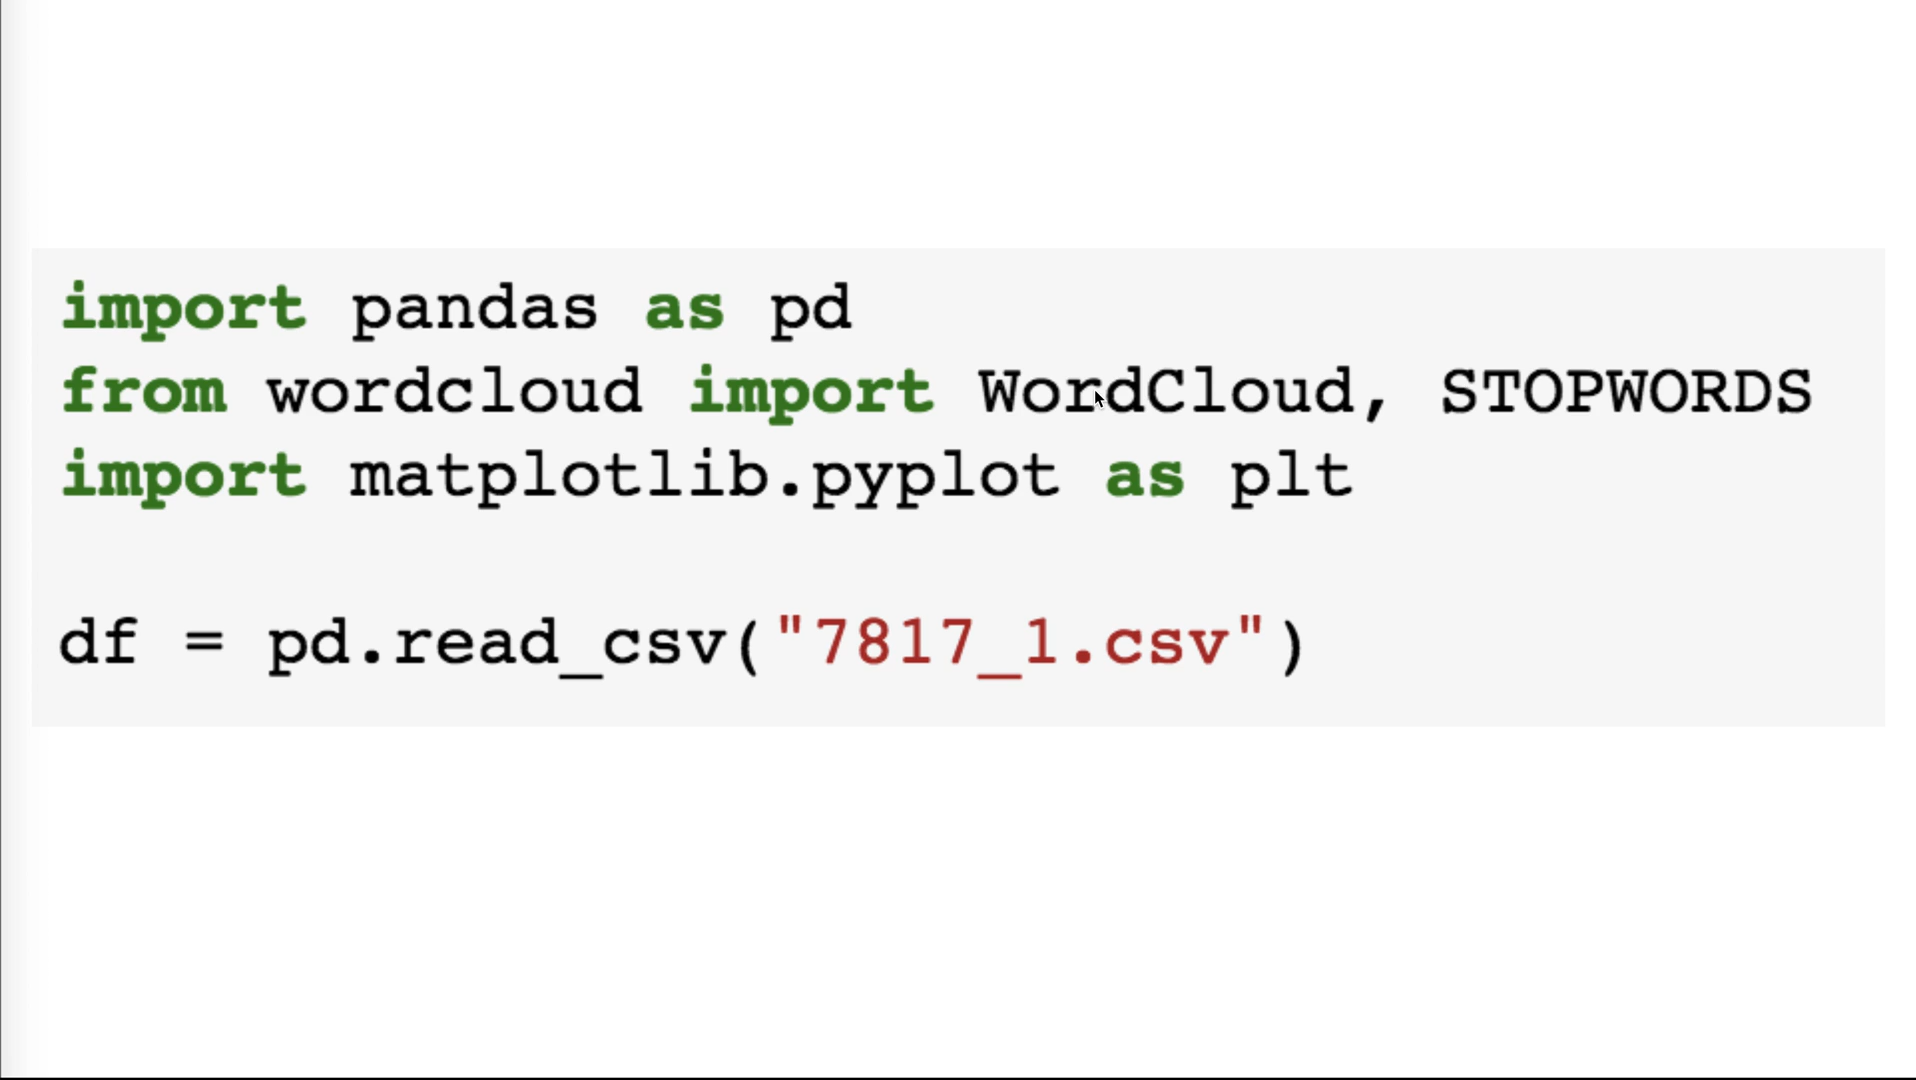 import pandas as pd
from wordcloud import WordCloud, STOPWORDS
import matplotlib.pyplot as plt
df = pd.read_csv("7817_1.csv")